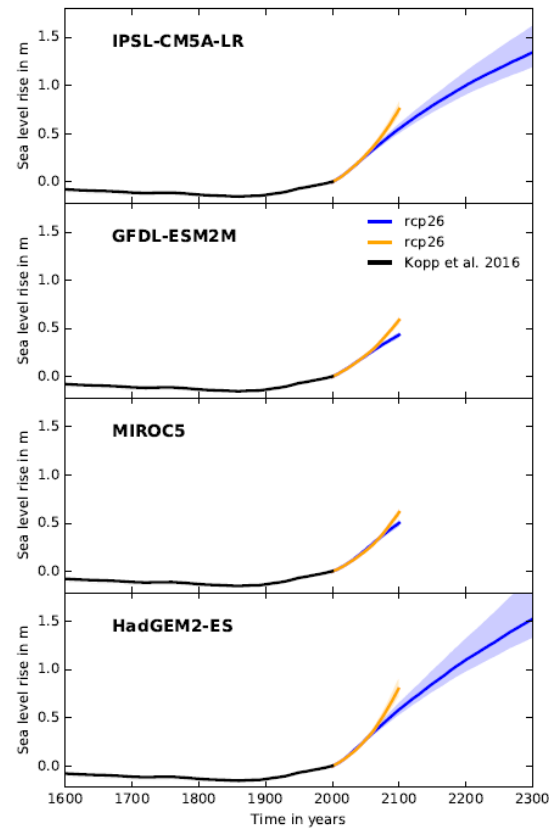 1.5
IPSL-CM5A-LR
1.0
0.5
0.0
Sea level rise in m
1.5
GFDL-ESM2M
rcp26
rcp26
Kopp et al. 2016
1.0
0.5
0.0
Sea level rise in m
1.5
MIROC5
1.0
0.5
0.0
Sea level rise in m
1.5
HadGEM2-ES
1.0
0.5
0.0
Sea level rise in m
1600 1700 1800 1900 2000 2100 2200 2300
Time in years